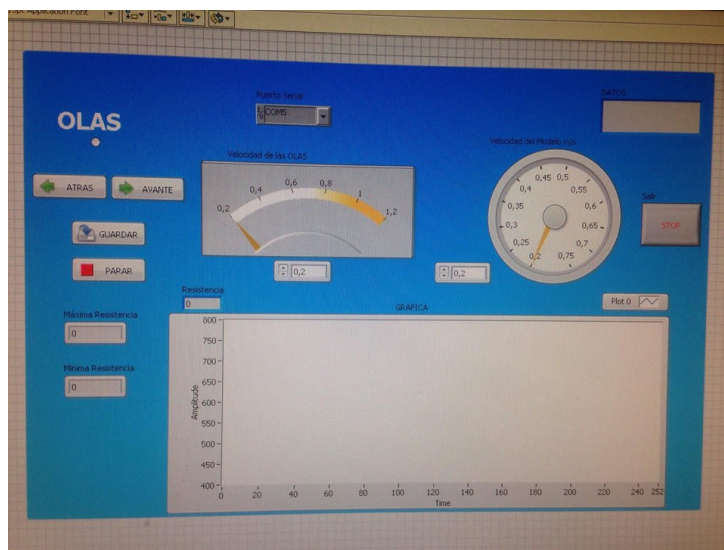 Application Font
Puerto Serial
COM5
DATOS
OLAS
Velocidad de las OLAS
Velocidad del Modelo m/s
ATRAS
AVANTE
0,2
0,4
0,6
0,8
1
1,2
0,2
0,25
0,3
0,35
0,4
0,45
0,5
0,55
0,6
0,65
0,7
0,75
Salir
STOP
GUARDAR
PARAR
0,2
0,2
Resistencia
0
GRAFICA
Plot 0
Máxima Resistencia
0
Mínima Resistencia
0
Amplitude
800
750
700
650
600
550
500
450
400
0
20
40
60
80
100
120
140
160
180
200
220
240
252
Time